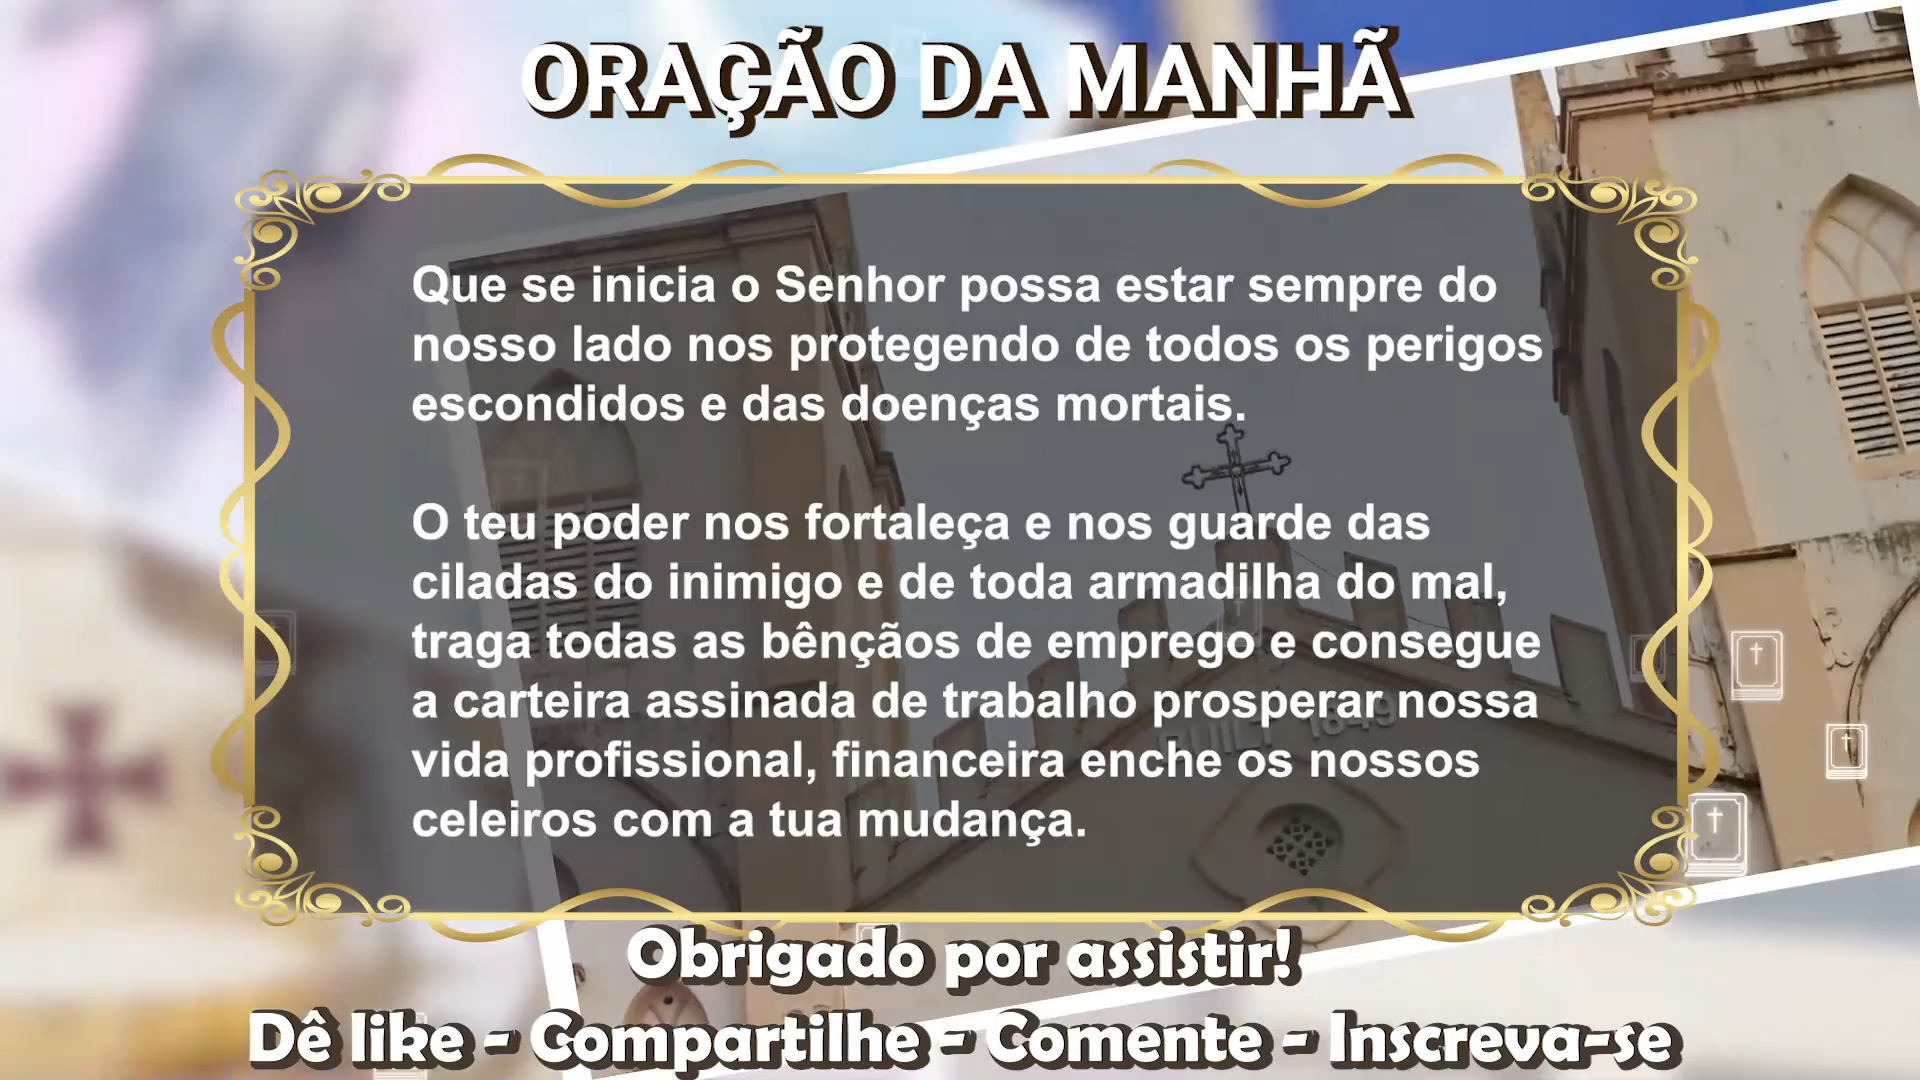 ORAÇÃO DA MANHÃ
Que se inicia o Senhor possa estar sempre do
nosso lado nos protegendo de todos os perigos
escondidos e das doenças mortais.
O teu poder nos fortaleça e nos guarde das
ciladas do inimigo e de toda armadilha do mal,
traga todas as bênçãos de emprego e consegue
a carteira assinada de trabalho prosperar nossa
vida profissional, financeira enche os nossos
celeiros com a tua mudança.
BUILT 1849
Obrigado por assistir!
Dê like - Compartilhe - Comente - Inscreva-se